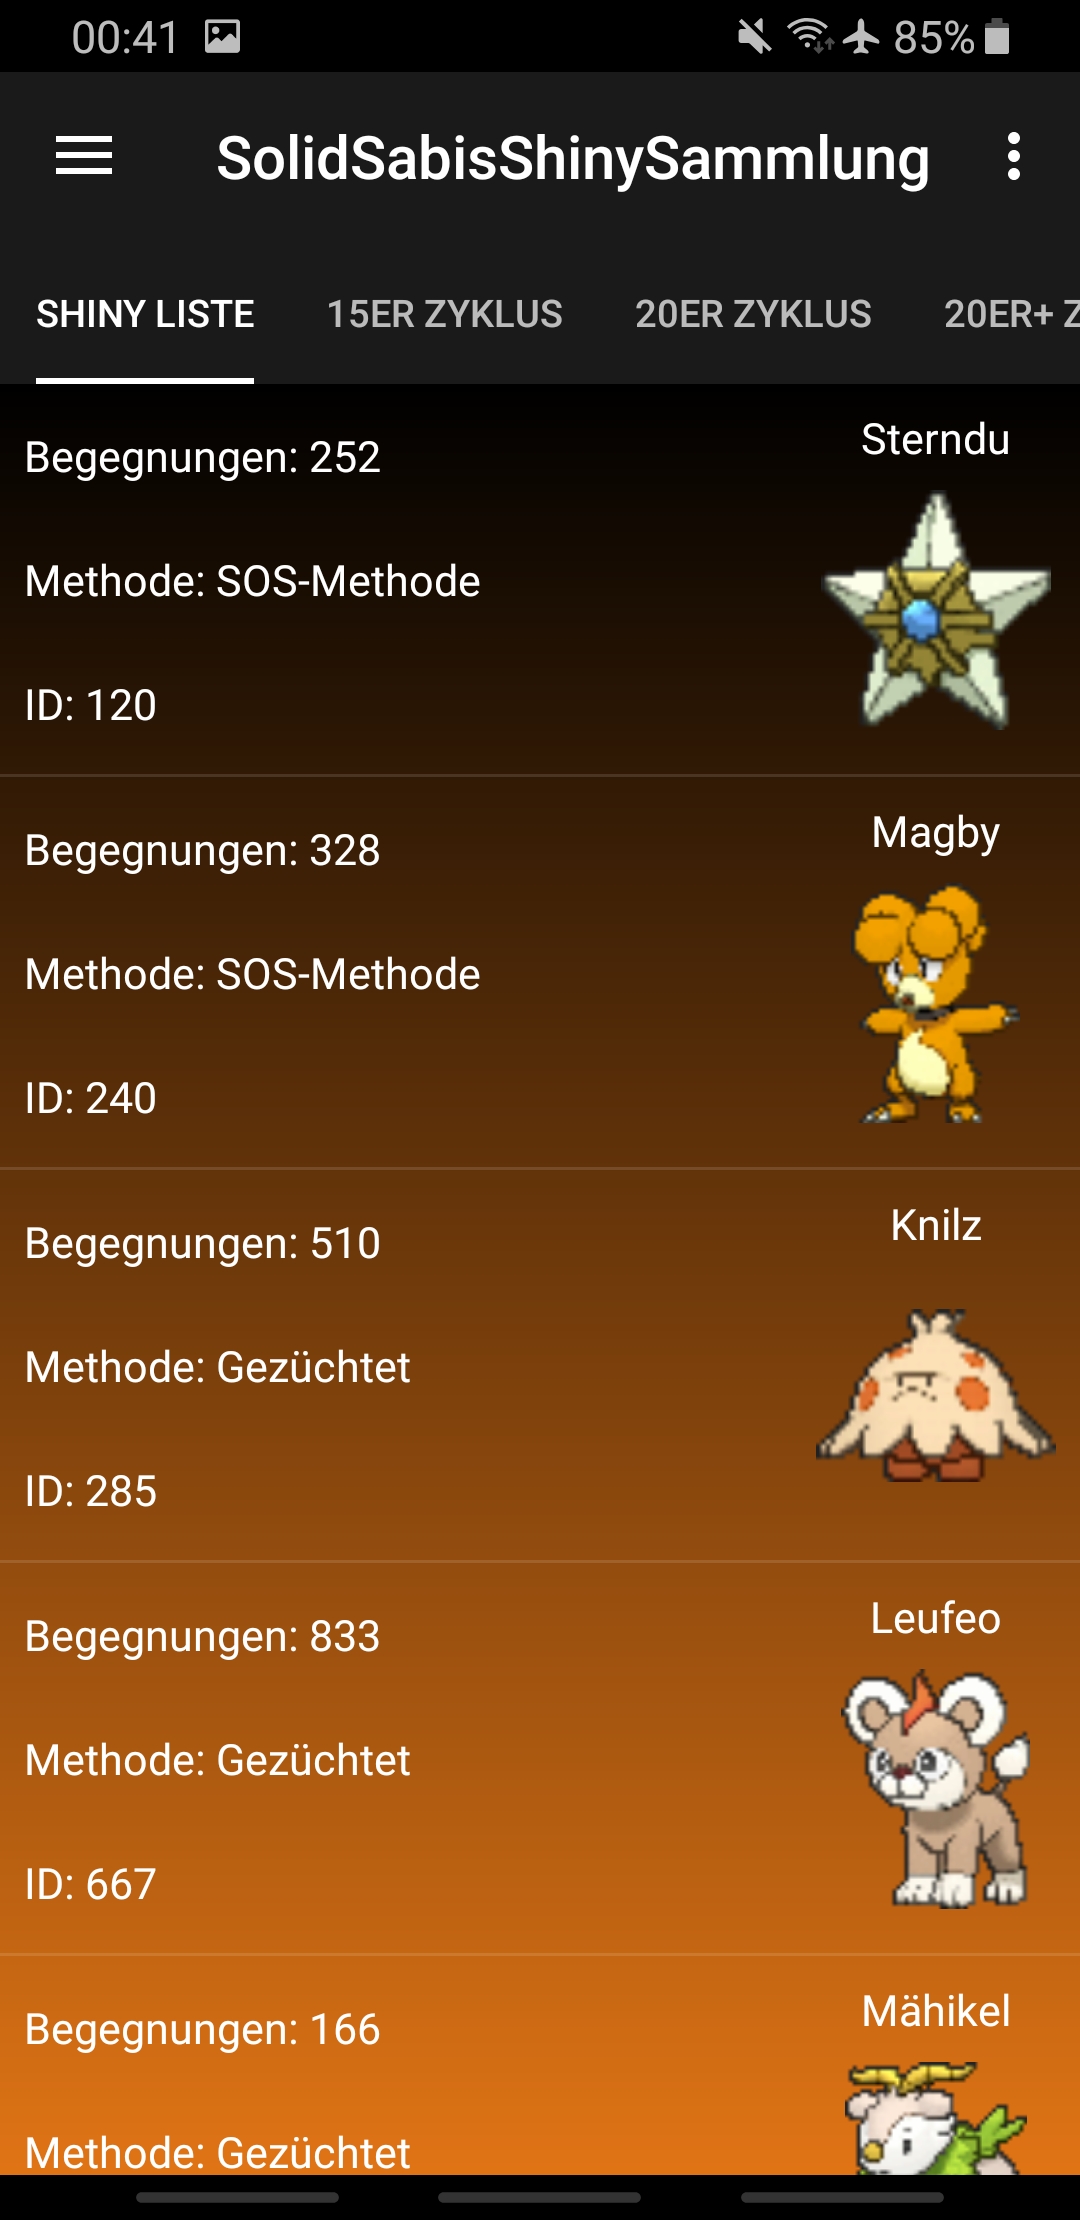 00:41
85%
SolidSabisShinySammlung
SHINY LISTE
15ER ZYKLUS
20ER ZYKLUS
20ER+ Z
Begegnungen: 252
Sterndu
Methode: SOS-Methode
ID: 120
Begegnungen: 328
Magby
Methode: SOS-Methode
ID: 240
Begegnungen: 510
Knilz
Methode: Gezüchtet
ID: 285
Begegnungen: 833
Leufeo
Methode: Gezüchtet
ID: 667
Begegnungen: 166
Mähikel
Methode: Gezüchtet